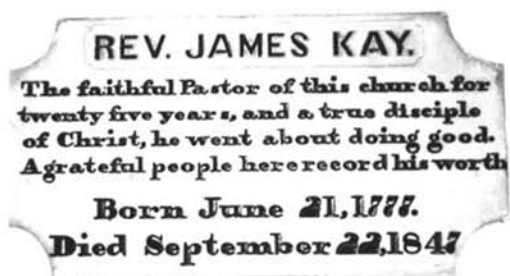 REV. JAMES KAY.
The faithful Pastor of this church for
twenty five years, and a true disciple
of Christ, he went about doing good.
A grateful people here record his worth
Born June 21, 1777.
Died September 22, 1847